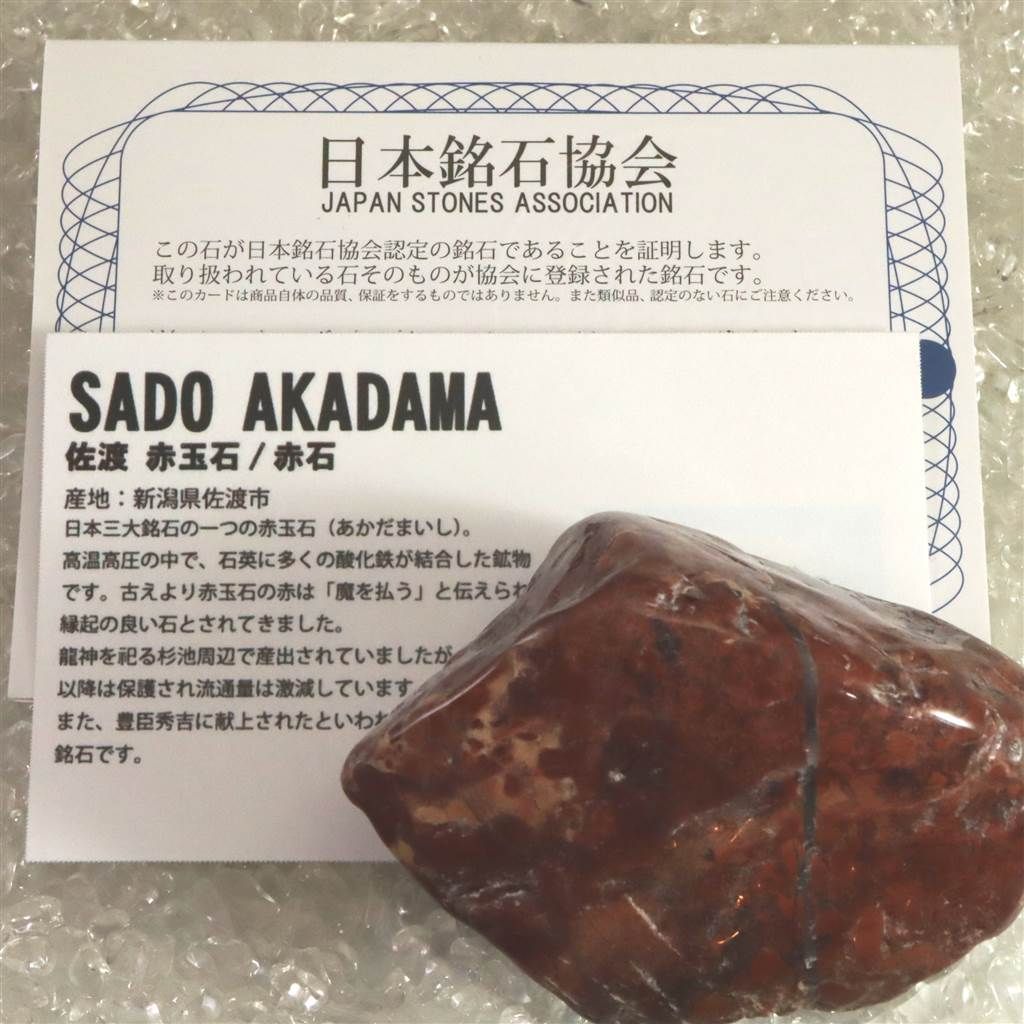 日本銘石協会
JAPAN STONES ASSOCIATION
この石が日本銘石協会認定の銘石であることを証明します。
取り扱われている石そのものが協会に登録された銘石です。
※このカードは商品自体の品質、保証をするものではありません。また類似品、認定のない石にご注意ください。
SADO AKADAMA
佐渡 赤玉石 / 赤石
産地：新潟県佐渡市
日本三大銘石の一つの赤玉石（あかだまいし）。
高温高圧の中で、石英に多くの酸化鉄が結合した鉱物
です。古えより赤玉石の赤は「魔を払う」と伝えられ
縁起の良い石とされてきました。
龍神を祀る杉池周辺で産出されていましたが
以降は保護され流通量は激減しています
また、豊臣秀吉に献上されたといわれ
銘石です。